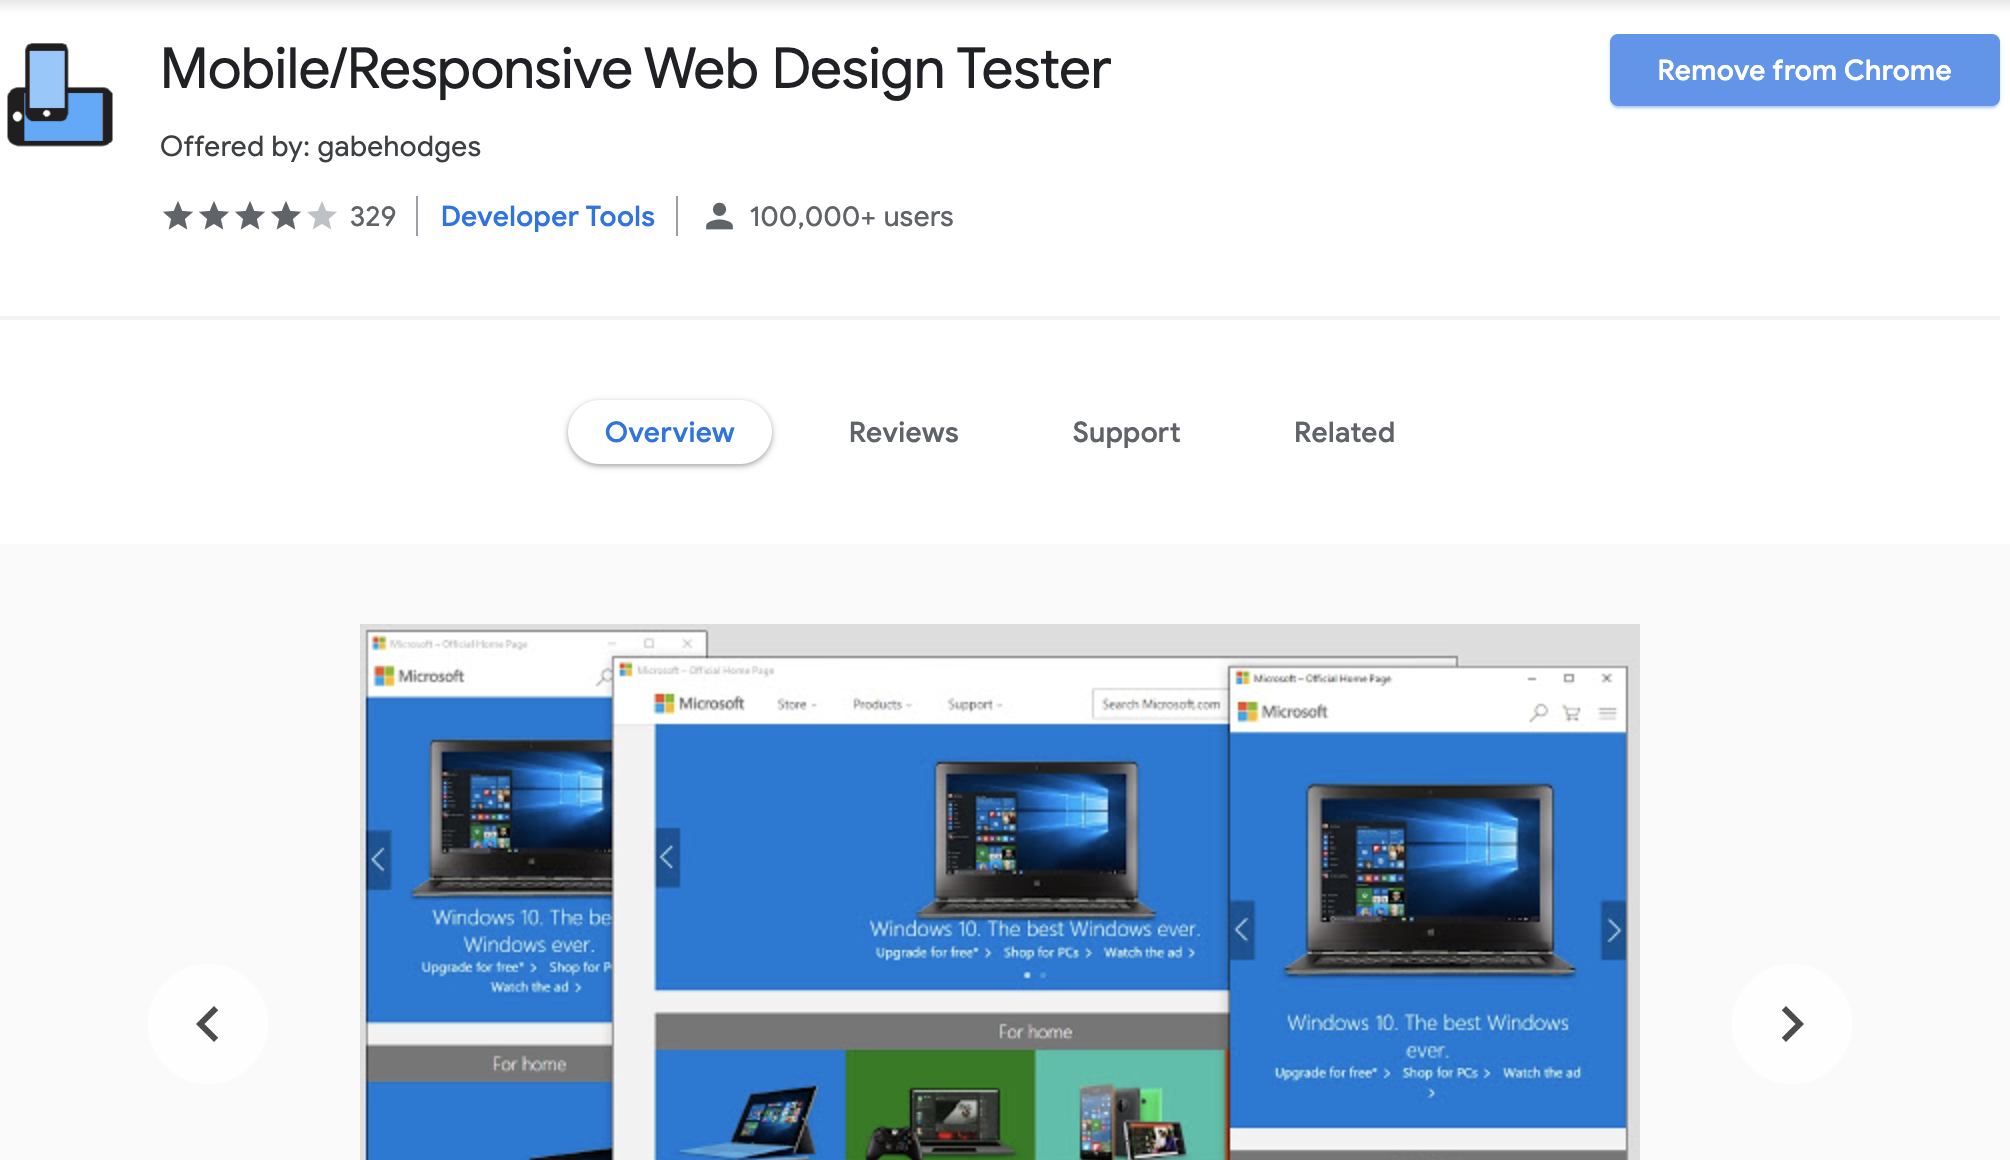 Mobile/Responsive Web Design Tester
Remove from Chrome
Offered by: gabehodges
329
Developer Tools
100,000+ users
Overview
Reviews
Support
Related
Microsoft – Official Home Page
Microsoft
Windows 10. The be
Windows ever.
Upgrade for free* > Shop for P
Watch the ad >
For home
Microsoft – Official Home Page
Microsoft Store Products Support Search Microsoft.com
Windows 10. The best Windows ever.
Upgrade for free* > Shop for PCs > Watch the ad >
For home
Microsoft – Official Home Page
Microsoft
Windows 10. The best Windows
ever.
Upgrade for free* > Shop for PCs > Watch the ad
>